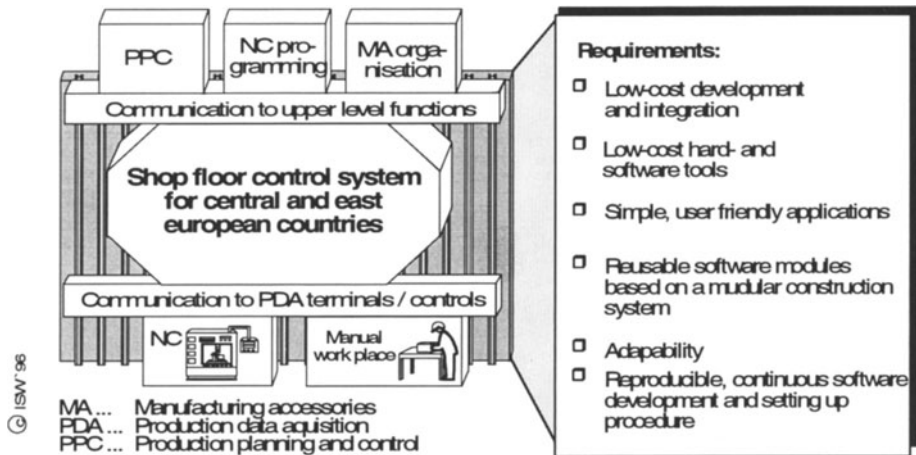 PPC
NC pro-
gramming
MA orga-
nisation
Communication to upper level functions
Shop floor control system
for central and east
european countries
Communication to PDA terminals / controls
NC
Manual
work place
MA ... Manufacturing accessories
PDA ... Production data aquisition
PPC ... Production planning and control
© ISW`96
Requirements:
Low-cost development
and integration
Low-cost hard- and
software tools
Simple, user friendly applications
Reusable software modules
based on a mudular construction
system
Adapability
Reproducible, continuous software
development and setting up
procedure